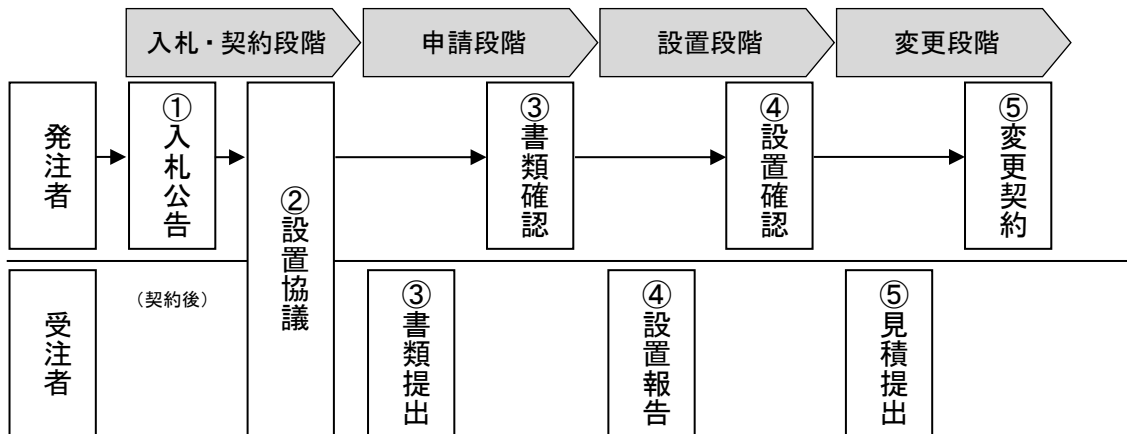 入札・契約段階
申請段階
設置段階
変更段階
発注者
①入札公告
②設置協議
③書類確認
④設置確認
⑤変更契約
受注者
（契約後）
③書類提出
④設置報告
⑤見積提出